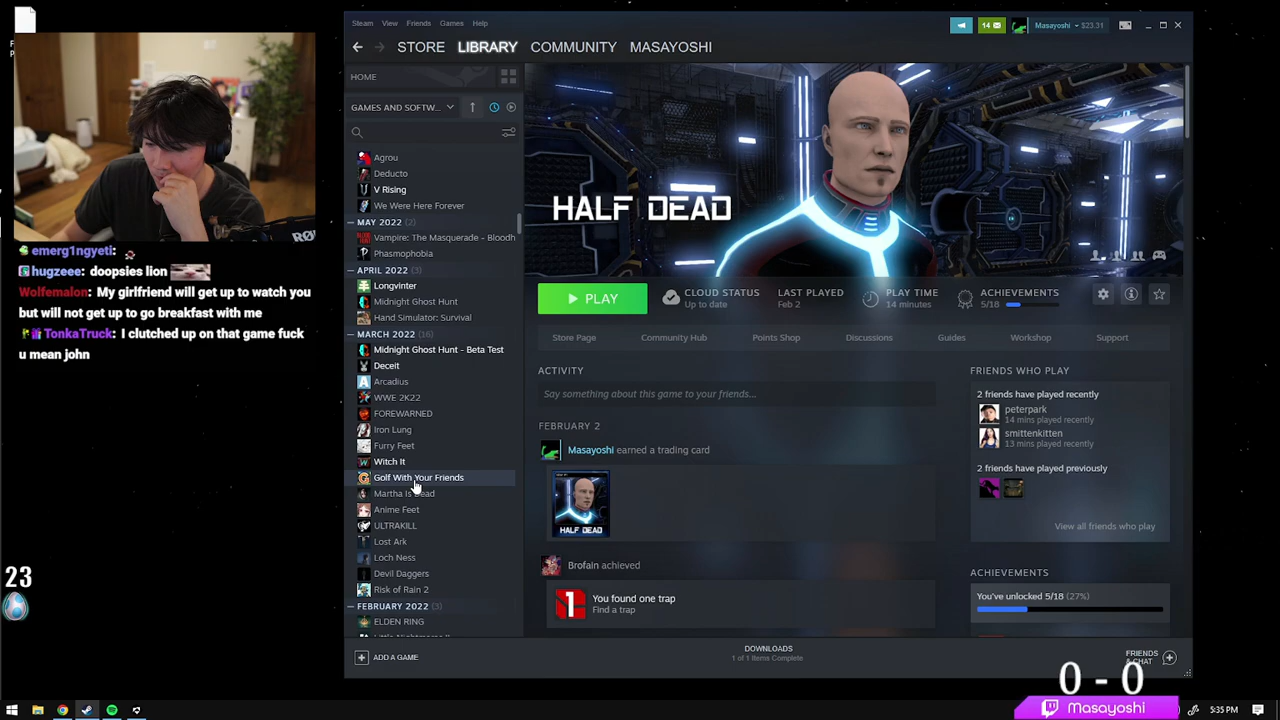 Steam View Friends Games Help
14
Masayoshi $23.31
STORE LIBRARY COMMUNITY MASAYOSHI
HOME
GAMES AND SOFTW...
Agrou
Deducto
V Rising
We Were Here Forever
MAY 2022 (2)
Vampire: The Masquerade - Bloodh
Phasmophobia
APRIL 2022 (3)
Longvinter
Midnight Ghost Hunt
Hand Simulator: Survival
MARCH 2022 (16)
Midnight Ghost Hunt - Beta Test
Deceit
Arcadius
WWE 2K22
FOREWARNED
Iron Lung
Furry Feet
Witch It
Golf With Your Friends
Martha Is Dead
Anime Feet
ULTRAKILL
Lost Ark
Loch Ness
Devil Daggers
Risk of Rain 2
FEBRUARY 2022 (3)
ELDEN RING
ADD A GAME
emerg1ngyeti:
hugzeee: doopsies lion
Wolfemalon: My girlfriend will get up to watch you
but will not get up to go breakfast with me
TonkaTruck: I clutched up on that game fuck
u mean john
23
HALF DEAD
PLAY
CLOUD STATUS
Up to date
LAST PLAYED
Feb 2
PLAY TIME
14 minutes
ACHIEVEMENTS
5/18
Store Page Community Hub Points Shop Discussions Guides Workshop Support
ACTIVITY
Say something about this game to your friends...
FEBRUARY 2
Masayoshi earned a trading card
HALF DEAD
Brofain achieved
You found one trap
Find a trap
FRIENDS WHO PLAY
2 friends have played recently
peterpark
14 mins played recently
smittenkitten
13 mins played recently
2 friends have played previously
View all friends who play
ACHIEVEMENTS
You've unlocked 5/18 (27%)
DOWNLOADS
1 of 1 Items Complete
FRIENDS
& CHAT
0 - 0
Masayoshi
5:35 PM